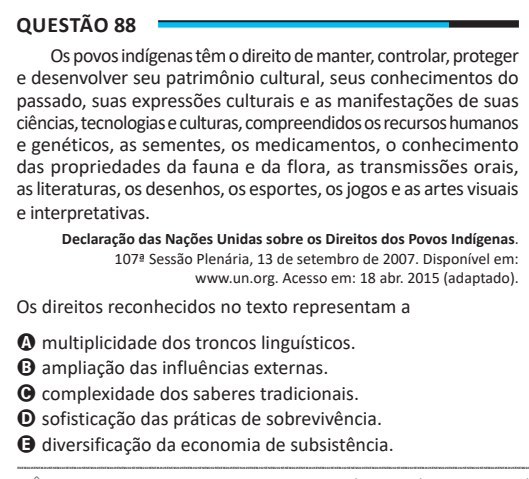 QUESTÃO 88
Os povos indígenas têm o direito de manter, controlar, proteger
e desenvolver seu patrimônio cultural, seus conhecimentos do
passado, suas expressões culturais e as manifestações de suas
ciências, tecnologias e culturas, compreendidos os recursos humanos
e genéticos, as sementes, os medicamentos, o conhecimento
das propriedades da fauna e da flora, as transmissões orais,
as literaturas, os desenhos, os esportes, os jogos e as artes visuais
e interpretativas.
Declaração das Nações Unidas sobre os Direitos dos Povos Indígenas.
107ª Sessão Plenária, 13 de setembro de 2007. Disponível em:
www.un.org. Acesso em: 18 abr. 2015 (adaptado).
Os direitos reconhecidos no texto representam a
A multiplicidade dos troncos linguísticos.
B ampliação das influências externas.
C complexidade dos saberes tradicionais.
D sofisticação das práticas de sobrevivência.
E diversificação da economia de subsistência.